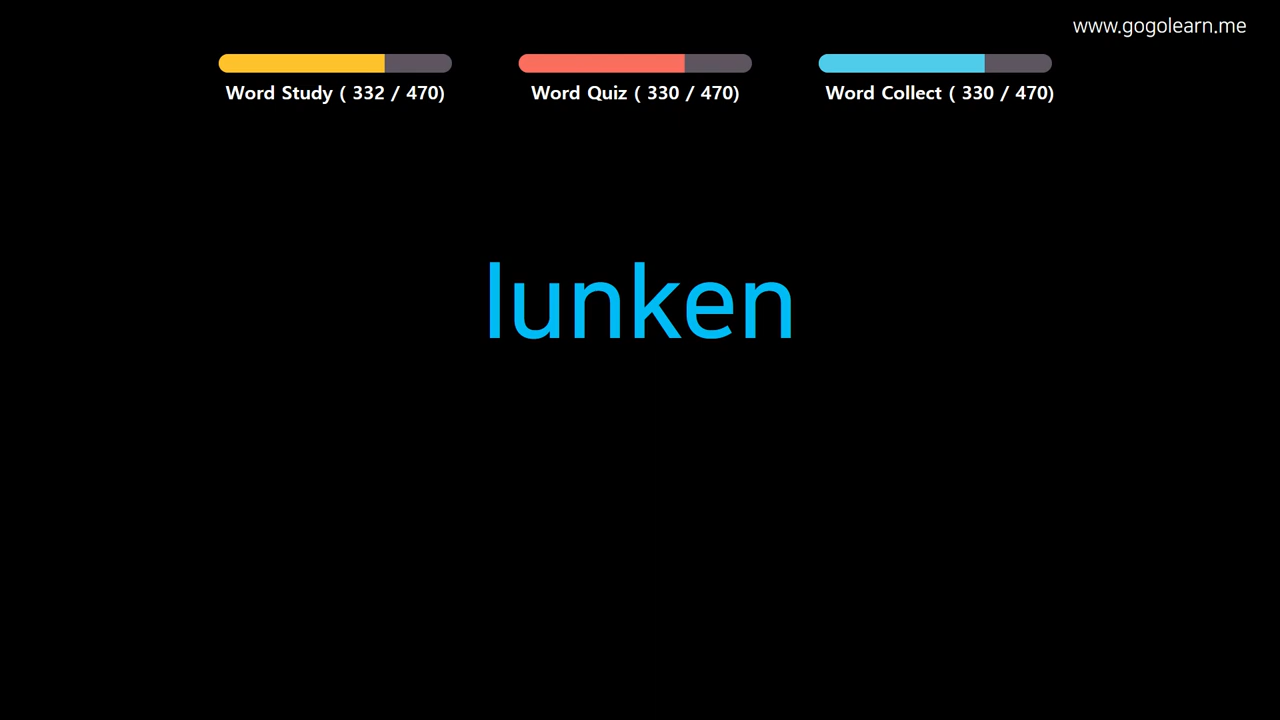 www.gogolearn.me
Word Study ( 332 / 470)
Word Quiz ( 330 / 470)
Word Collect ( 330 / 470)
lunken